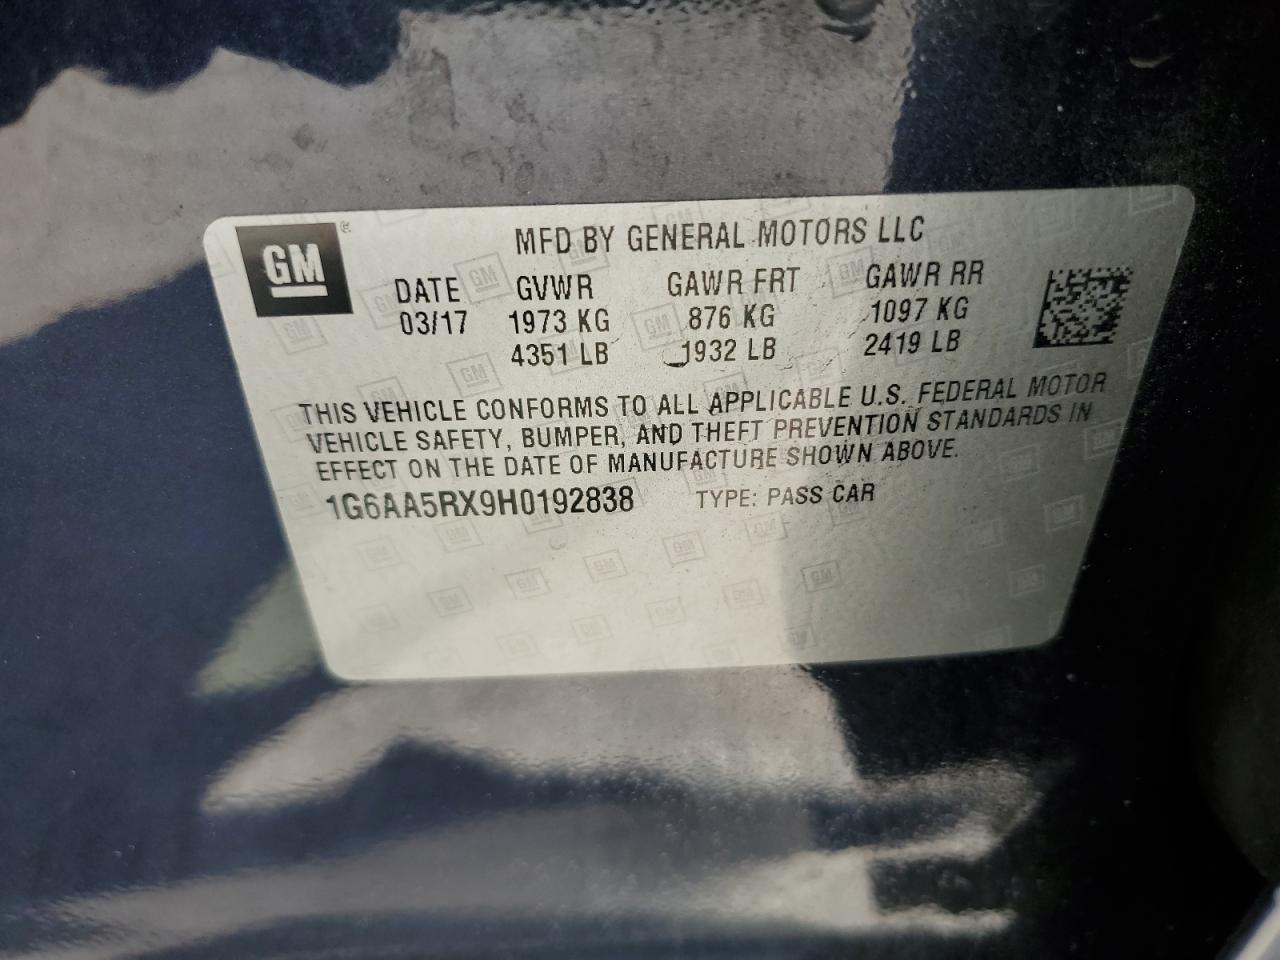 GM®
MFD BY GENERAL MOTORS LLC
DATE GVWR GAWR FRT GAWR RR
03/17 1973 KG 876 KG 1097 KG
4351 LB 1932 LB 2419 LB
THIS VEHICLE CONFORMS TO ALL APPLICABLE U.S. FEDERAL MOTOR
VEHICLE SAFETY, BUMPER, AND THEFT PREVENTION STANDARDS IN
EFFECT ON THE DATE OF MANUFACTURE SHOWN ABOVE.
1G6AA5RX9H0192838 TYPE: PASS CAR